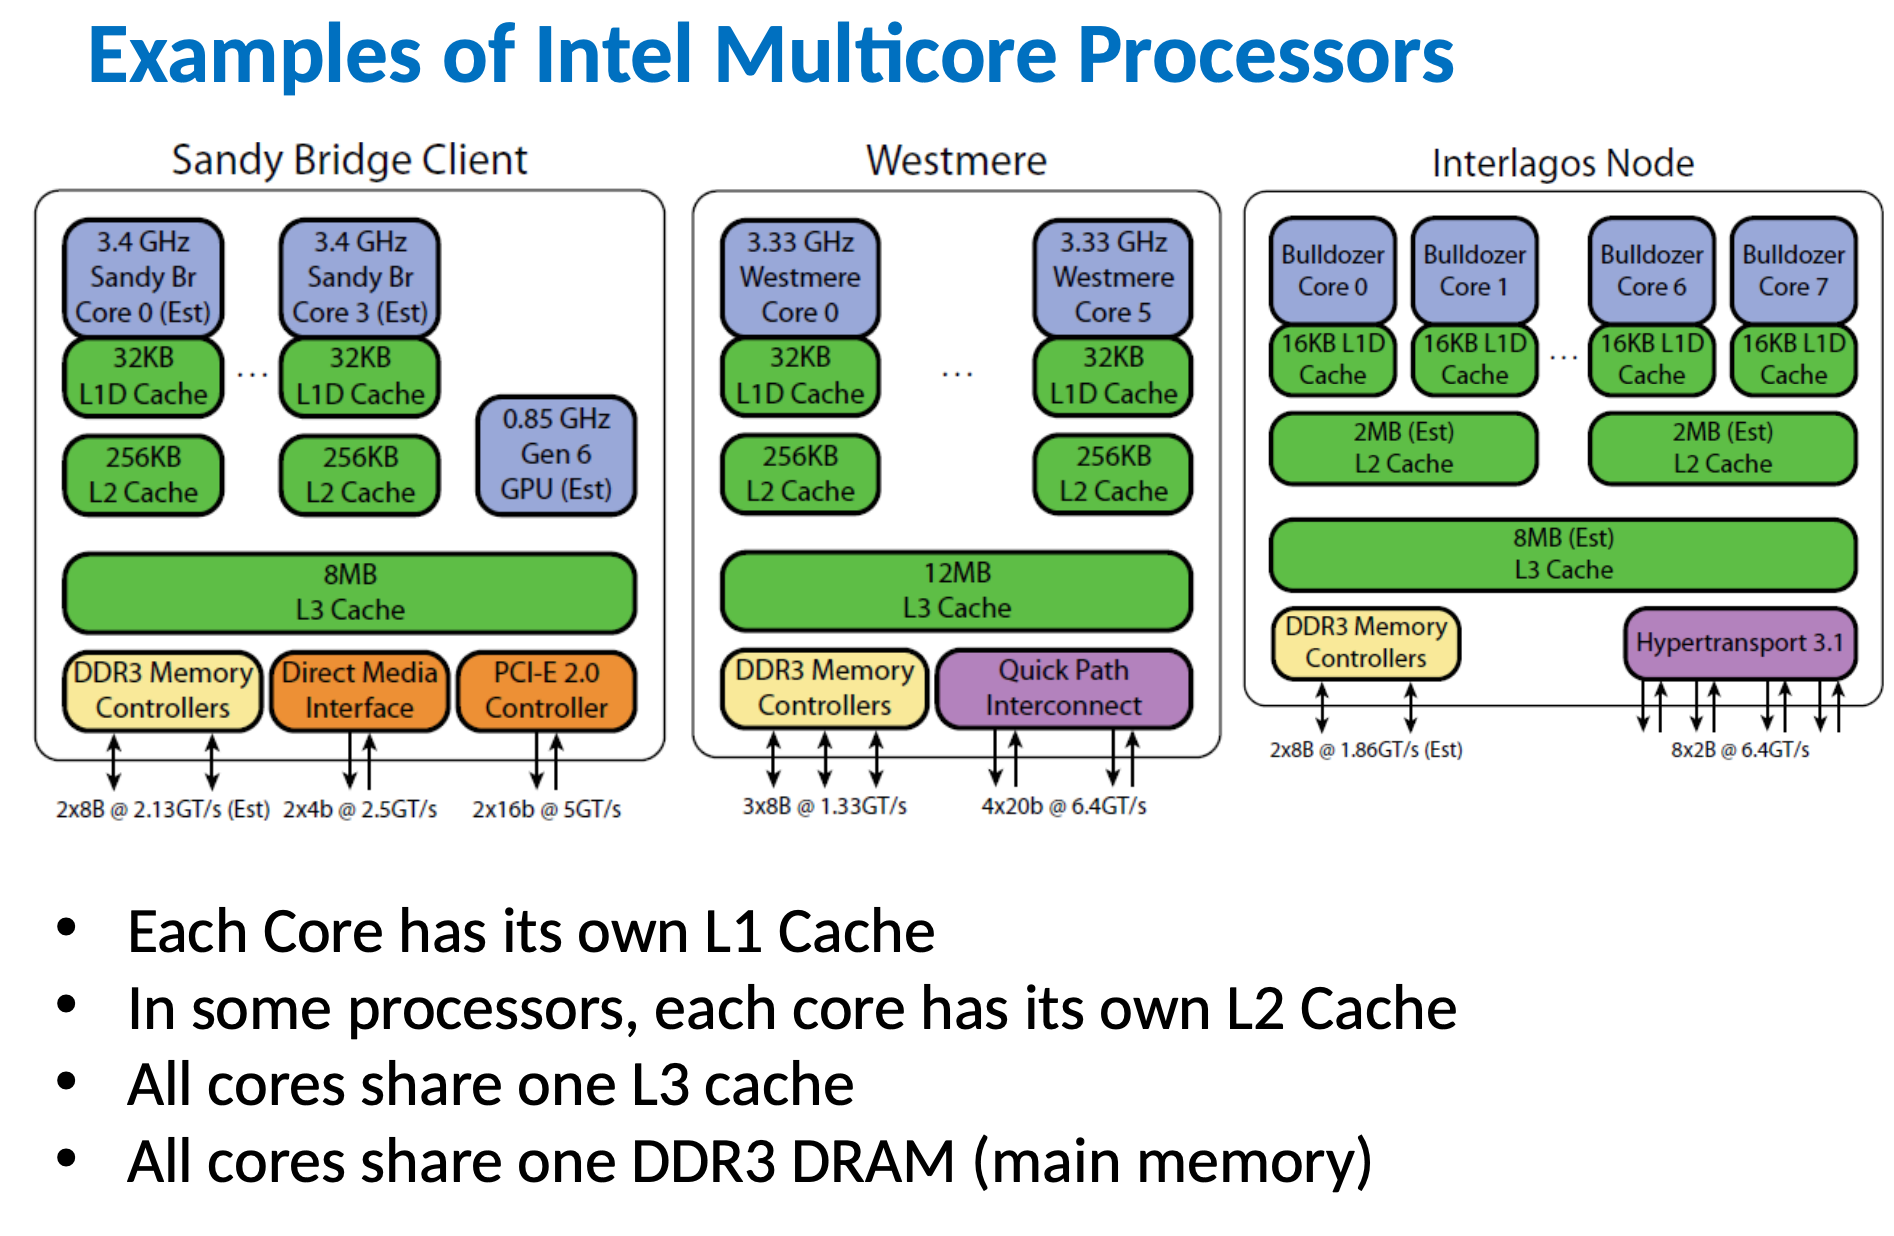 Examples of Intel Multicore Processors
Sandy Bridge Client
3.4 GHz
Sandy Br
Core 0 (Est)
32KB
L1D Cache
256KB
L2 Cache
...
3.4 GHz
Sandy Br
Core 3 (Est)
32KB
L1D Cache
256KB
L2 Cache
0.85 GHz
Gen 6
GPU (Est)
8MB
L3 Cache
DDR3 Memory
Controllers
Direct Media
Interface
PCI-E 2.0
Controller
2x8B @ 2.13GT/s (Est)
2x4b @ 2.5GT/s
2x16b @ 5GT/s
Westmere
3.33 GHz
Westmere
Core 0
32KB
L1D Cache
256KB
L2 Cache
...
3.33 GHz
Westmere
Core 5
32KB
L1D Cache
256KB
L2 Cache
12MB
L3 Cache
DDR3 Memory
Controllers
Quick Path
Interconnect
3x8B @ 1.33GT/s
4x20b @ 6.4GT/s
Interlagos Node
Bulldozer
Core 0
Bulldozer
Core 1
Bulldozer
Core 6
Bulldozer
Core 7
16KB L1D
Cache
16KB L1D
Cache
...
16KB L1D
Cache
16KB L1D
Cache
2MB (Est)
L2 Cache
2MB (Est)
L2 Cache
8MB (Est)
L3 Cache
DDR3 Memory
Controllers
Hypertransport 3.1
2x8B @ 1.86GT/s (Est)
8x2B @ 6.4GT/s
• Each Core has its own L1 Cache
• In some processors, each core has its own L2 Cache
• All cores share one L3 cache
• All cores share one DDR3 DRAM (main memory)